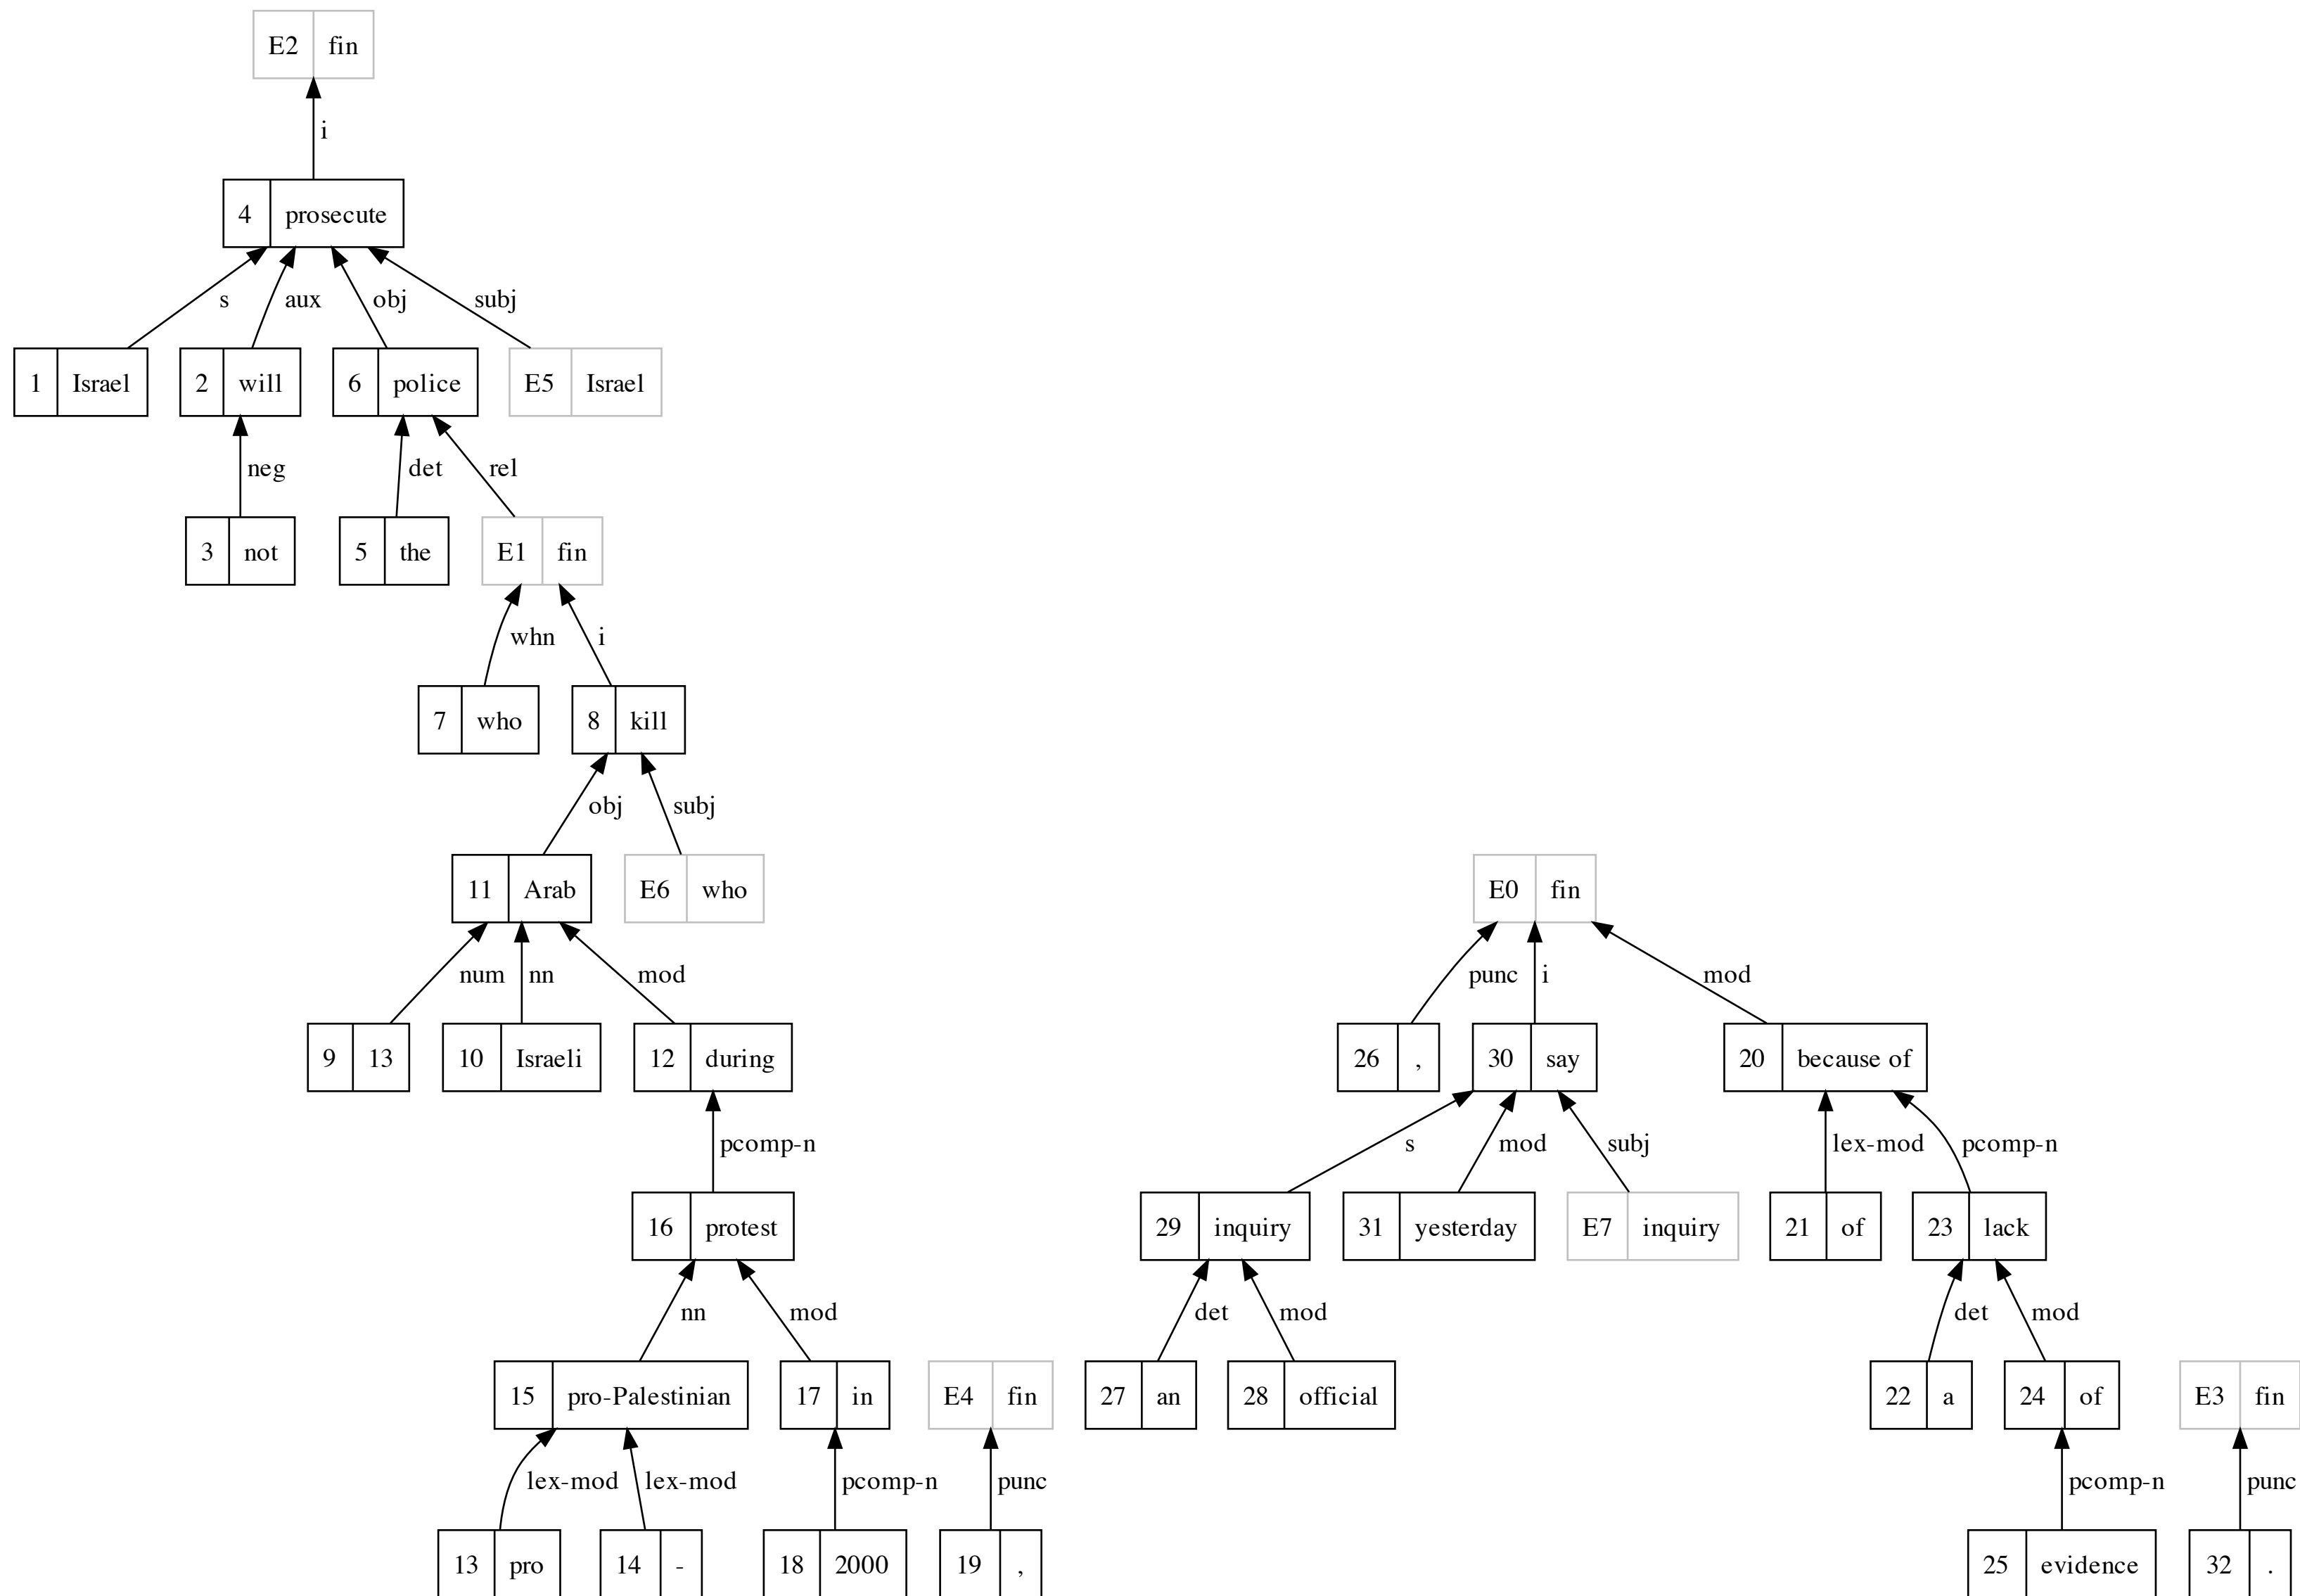 E2 fin
i
4 prosecute
s aux obj subj
1 Israel 2 will 6 police E5 Israel
neg det rel
3 not 5 the E1 fin
whn i
7 who 8 kill
obj subj
11 Arab E6 who E0 fin
num nn mod punc i mod
9 13 10 Israeli 12 during 26 , 30 say 20 because of
pcomp-n s mod subj lex-mod pcomp-n
16 protest 29 inquiry 31 yesterday E7 inquiry 21 of 23 lack
nn mod det mod det mod
15 pro-Palestinian 17 in E4 fin 27 an 28 official 22 a 24 of E3 fin
lex-mod lex-mod pcomp-n punc pcomp-n punc
13 pro 14 - 18 2000 19 , 25 evidence 32 .